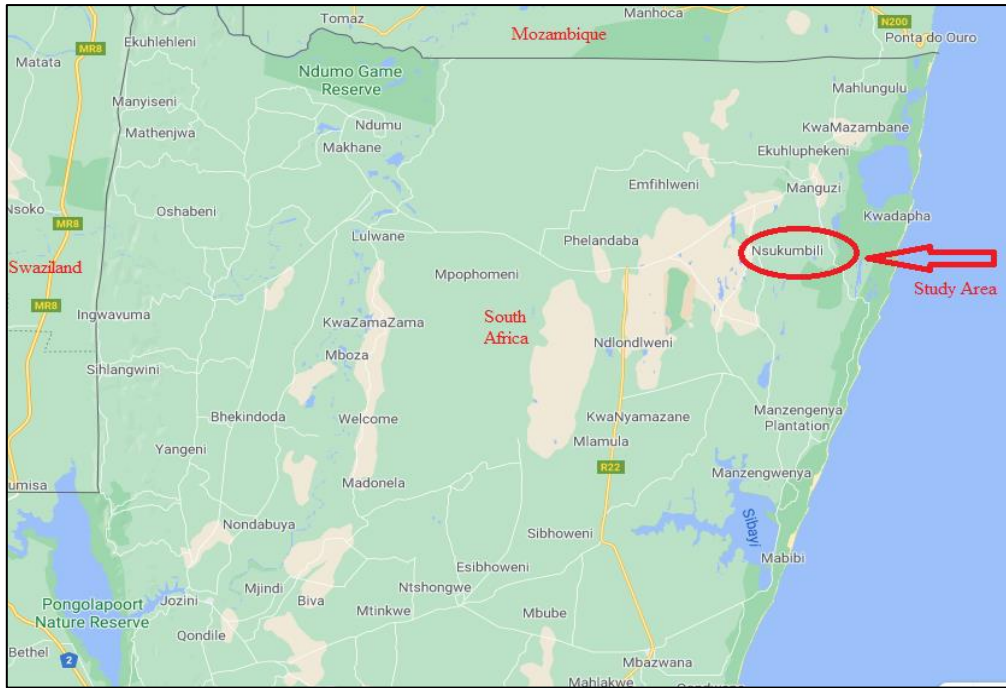 Manhoca
Tomaz
Mozambique
N200
Ponta do Ouro
Ekuhlehleni
MR8
Matata
Ndumo Game
Reserve
Mahlungulu
Manyiseni
Ndumu
KwaMazambane
Mathenjwa
Makhane
Ekuhluphekeni
Emfihlweni
Manguzi
Nsoko
Oshabeni
Kwadapha
MR8
Lulwane
Phelandaba
Nsukumbili
Swaziland
Mpophomeni
Study Area
MR8
Ingwavuma
KwaZamaZama
South
Africa
Ndlondlweni
Mboza
Sihlangwini
Bhekindoda
Welcome
KwaNyamazane
Manzengenya
Plantation
Mlamula
Yangeni
R22
Manzengwenya
umisa
Madonela
Sibayi
Nondabuya
Sibhoweni
Mabibi
Esibhoweni
Mjindi
Ntshongwe
Jozini
Biva
Pongolapoort
Nature Reserve
Mtinkwe
Mbube
Qondile
Bethel
2
Mbazwana
Mahlakwe